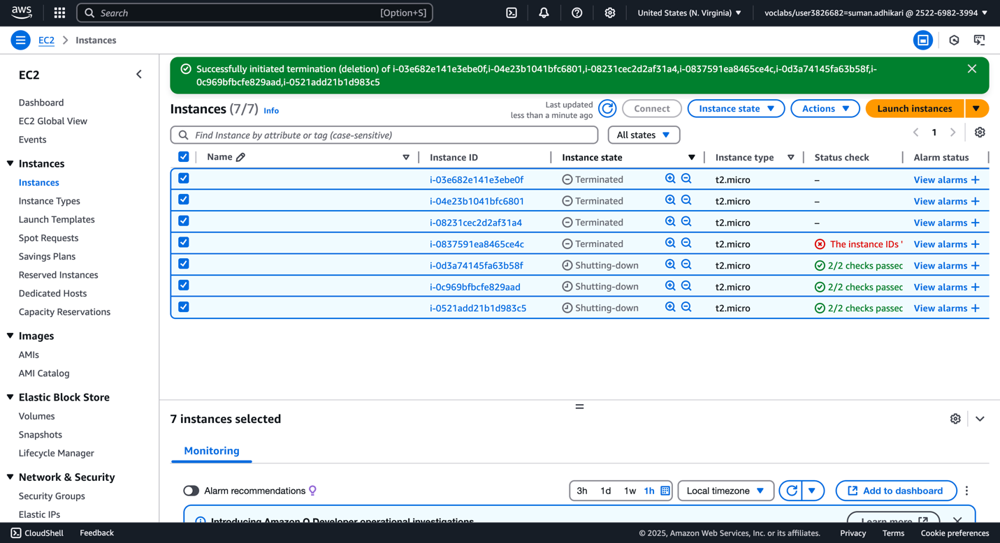 aws
Search [Option+S]
United States (N. Virginia)
voclabs/user3826682=suman.adhikari @ 2522-6982-3994
EC2 Instances
EC2
Dashboard
EC2 Global View
Events
Instances
Instances
Instance Types
Launch Templates
Spot Requests
Savings Plans
Reserved Instances
Dedicated Hosts
Capacity Reservations
Images
AMIs
AMI Catalog
Elastic Block Store
Volumes
Snapshots
Lifecycle Manager
Network & Security
Security Groups
Elastic IPs
Successfully initiated termination (deletion) of i-03e682e141e3ebe0f,i-04e23b1041bfc6801,i-08231cec2d2af31a4,i-0837591ea8465ce4c,i-0d3a74145fa63b58f,i-
0c969bfbcfe829aad,i-0521add21b1d983c5
Instances (7/7) Info
Last updated
less than a minute ago
Connect
Instance state
Actions
Launch instances
Find Instance by attribute or tag (case-sensitive)
All states
1
Name Instance ID Instance state Instance type Status check Alarm status
i-03e682e141e3ebe0f Terminated t2.micro – View alarms +
i-04e23b1041bfc6801 Terminated t2.micro – View alarms +
i-08231cec2d2af31a4 Terminated t2.micro – View alarms +
i-0837591ea8465ce4c Terminated t2.micro The instance IDs ' View alarms +
i-0d3a74145fa63b58f Shutting-down t2.micro 2/2 checks passec View alarms +
i-0c969bfbcfe829aad Shutting-down t2.micro 2/2 checks passec View alarms +
i-0521add21b1d983c5 Shutting-down t2.micro 2/2 checks passec View alarms +
7 instances selected
Monitoring
Alarm recommendations
3h 1d 1w 1h
Local timezone
Add to dashboard
Introducing Amazon Q Developer operational investigations
Learn more
CloudShell Feedback
© 2025, Amazon Web Services, Inc. or its affiliates. Privacy Terms Cookie preferences